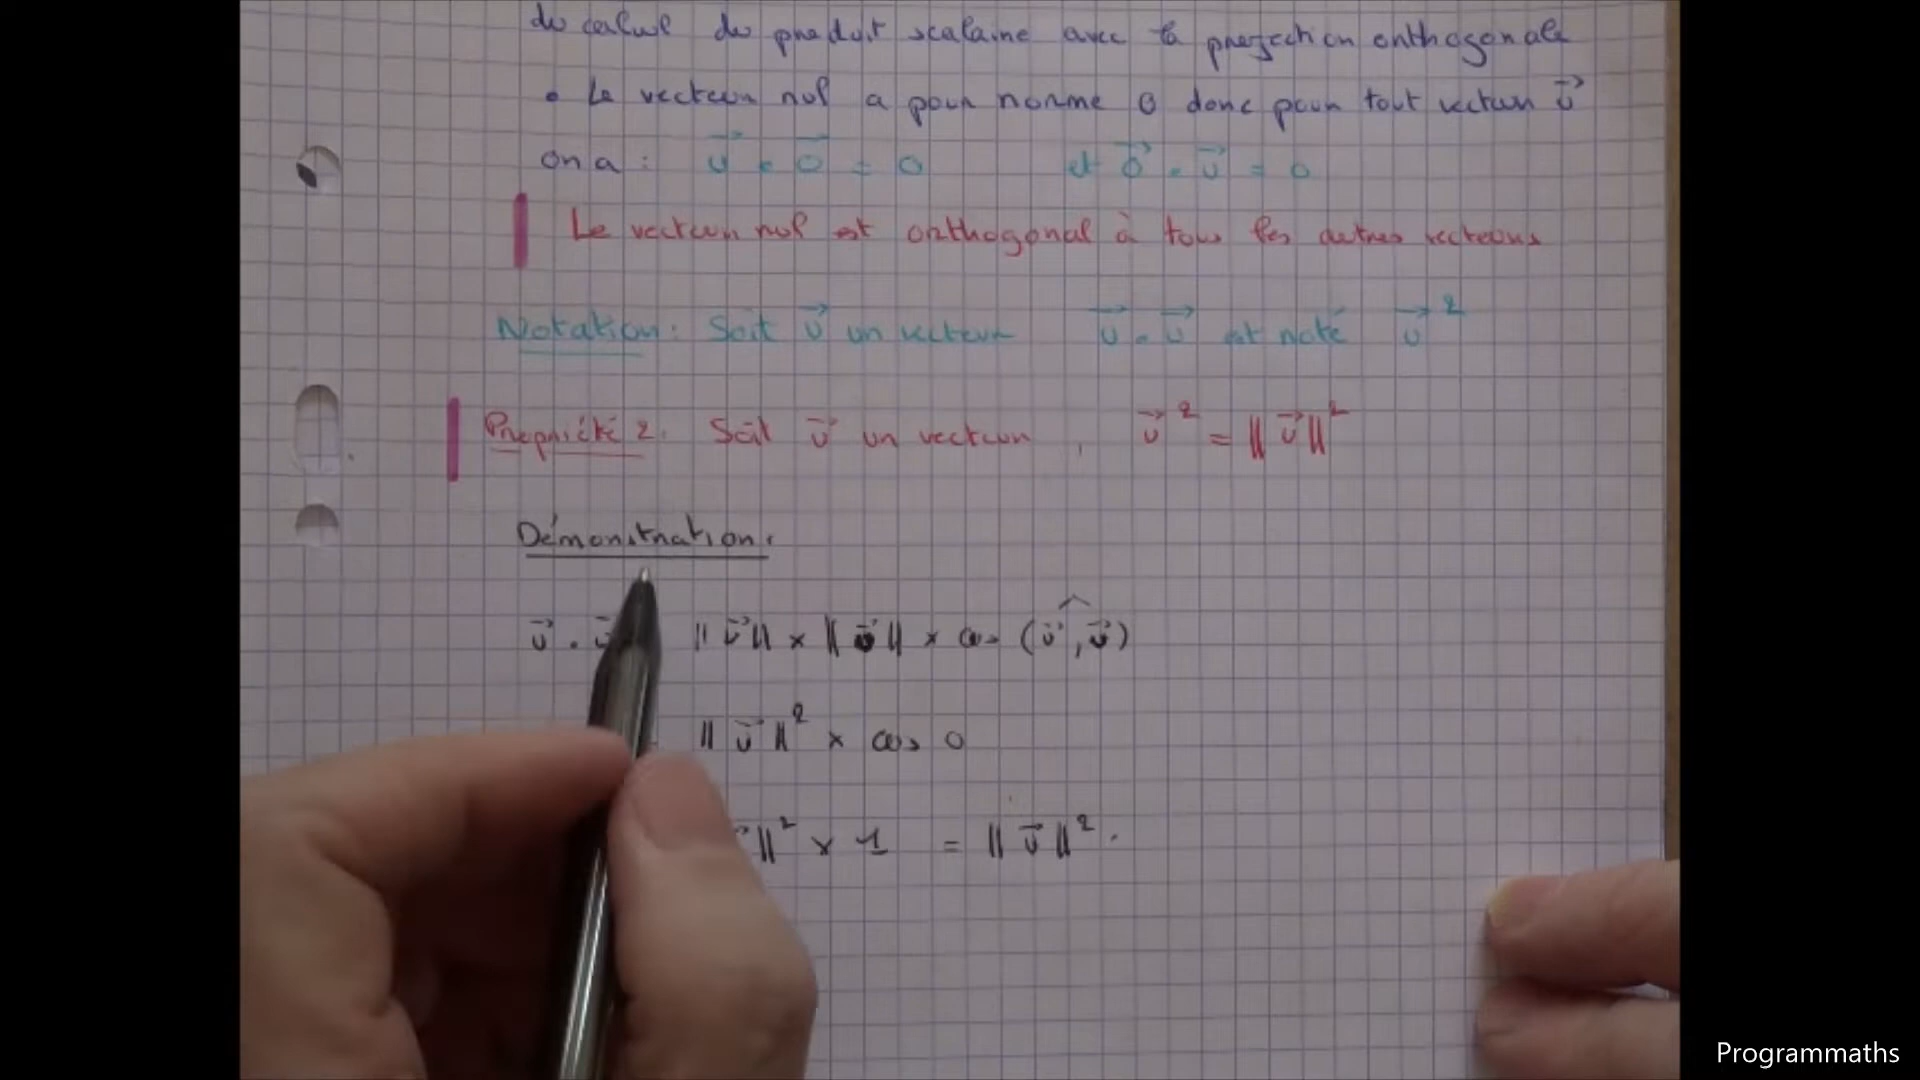 du calcul du produit scalaire avec la projection orthogonale
• Le vecteur nul a pour norme 0 donc pour tout vecteur u⃗
on a : u⃗ . 0⃗ = 0 et 0⃗ . u⃗ = 0
Le vecteur nul est orthogonal à tous les autres vecteurs
Notation : Soit u⃗ un vecteur u⃗ . u⃗ est noté u⃗ ²
Propriété 2. Soit u⃗ un vecteur , u⃗ ² = ‖u⃗‖²
Démonstration :
u⃗ . ‖u⃗‖ × ‖u⃗‖ × cos (u⃗, u⃗)
‖u⃗‖² × cos 0
‖² × 1 = ‖u⃗‖² .
Programmaths